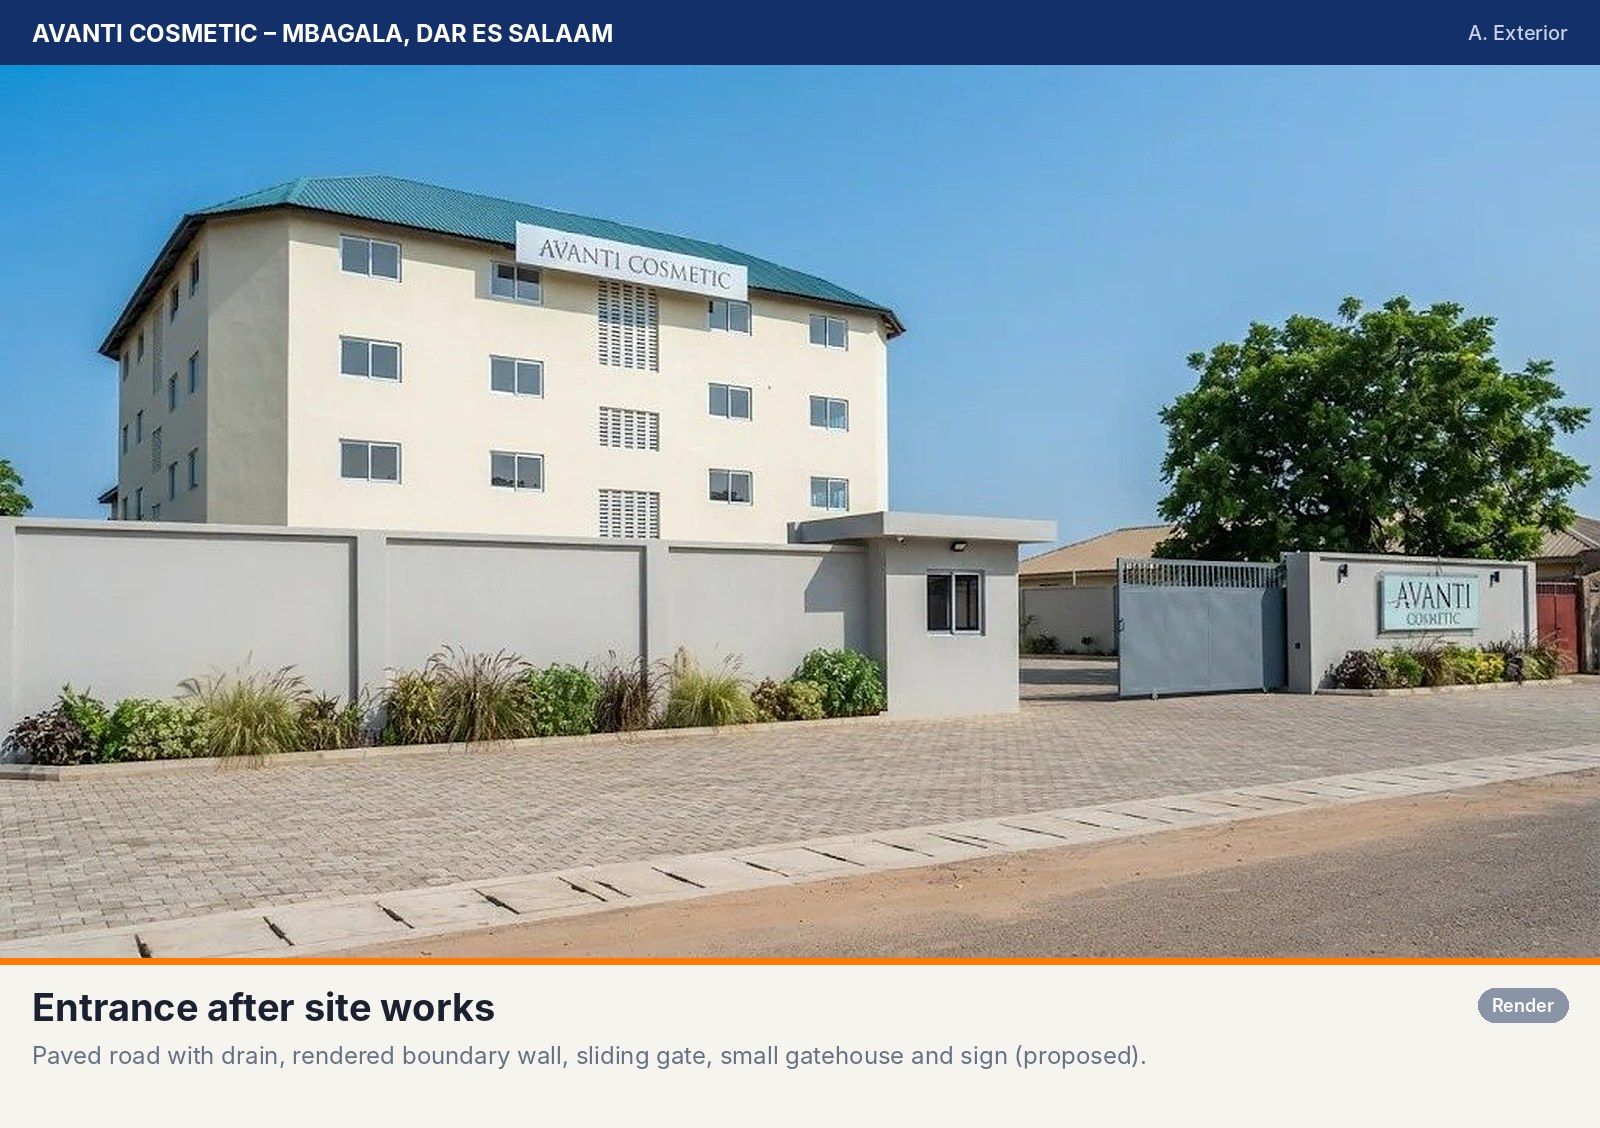 AVANTI COSMETIC – MBAGALA, DAR ES SALAAM
A. Exterior
AVANTI COSMETIC
AVANTI
COSMETIC
Entrance after site works
Render
Paved road with drain, rendered boundary wall, sliding gate, small gatehouse and sign (proposed).